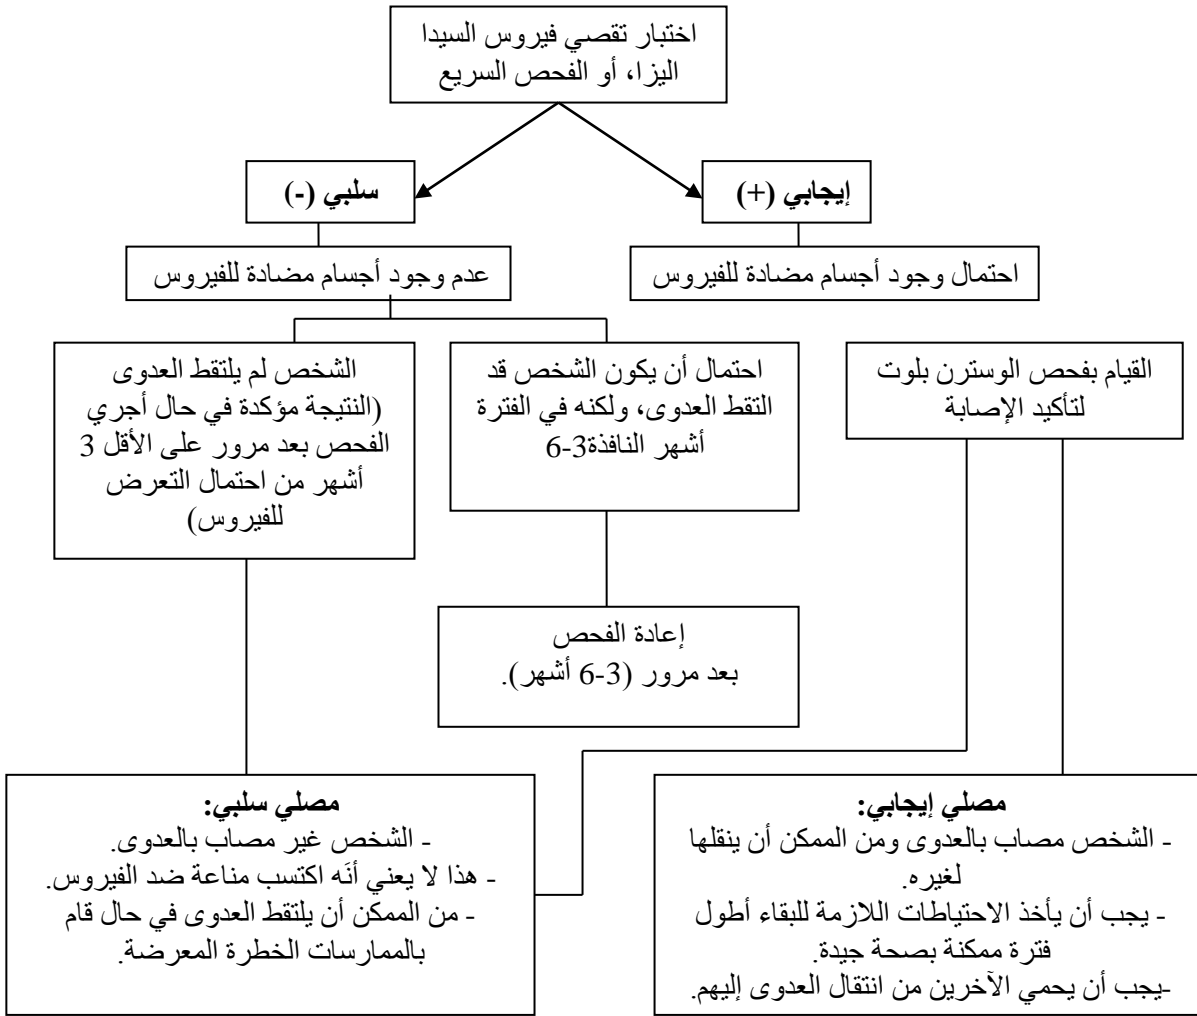 اختبار تقصي فيروس السيدا
اليزا، أو الفحص السريع
إيجابي (+)
سلبي (-)
احتمال وجود أجسام مضادة للفيروس
عدم وجود أجسام مضادة للفيروس
القيام بفحص الوسترن بلوت
لتأكيد الإصابة
احتمال أن يكون الشخص قد
التقط العدوى، ولكنه في الفترة
أشهر النافذة3-6
الشخص لم يلتقط العدوى
(النتيجة مؤكدة في حال أجري
الفحص بعد مرور على الأقل 3
أشهر من احتمال التعرض
للفيروس)
إعادة الفحص
بعد مرور (3-6 أشهر).
مصلي إيجابي:
- الشخص مصاب بالعدوى ومن الممكن أن ينقلها
لغيره.
- يجب أن يأخذ الاحتياطات اللازمة للبقاء أطول
فترة ممكنة بصحة جيدة.
-يجب أن يحمي الآخرين من انتقال العدوى إليهم.
مصلي سلبي:
- الشخص غير مصاب بالعدوى.
- هذا لا يعني أنَه اكتسب مناعة ضد الفيروس.
- من الممكن أن يلتقط العدوى في حال قام
بالممارسات الخطرة المعرضة.